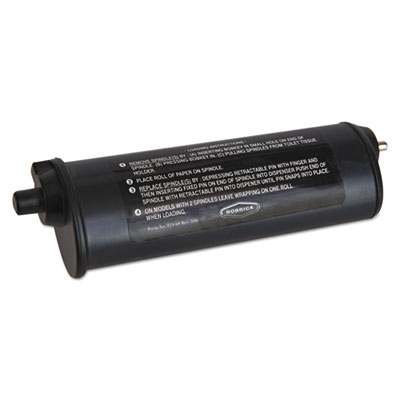 LOADING INSTRUCTIONS:
1 REMOVE SPINDLE(S) BY: (A) INSERTING BOBKEY IN SMALL HOLE ON END OF
SPINDLE. (B) PRESSING BOBKEY IN. (C) PULLING SPINDLES FROM TOILET TISSUE
HOLDER.
2 PLACE ROLL OF PAPER ON SPINDLE.
3 REPLACE SPINDLE(S) BY: DEPRESSING RETRACTABLE PIN WITH FINGER AND
THEN INSERTING FIXED PIN ON END OF SPINDLE INTO DISPENSER PUSH END OF
SPINDLE WITH RETRACTABLE PIN INTO DISPENSER UNTIL PIN SNAPS INTO PLACE.
4 ON MODELS WITH 2 SPINDLES LEAVE WRAPPING ON ONE ROLL
WHEN LOADING.
BOBRICK
Form No.